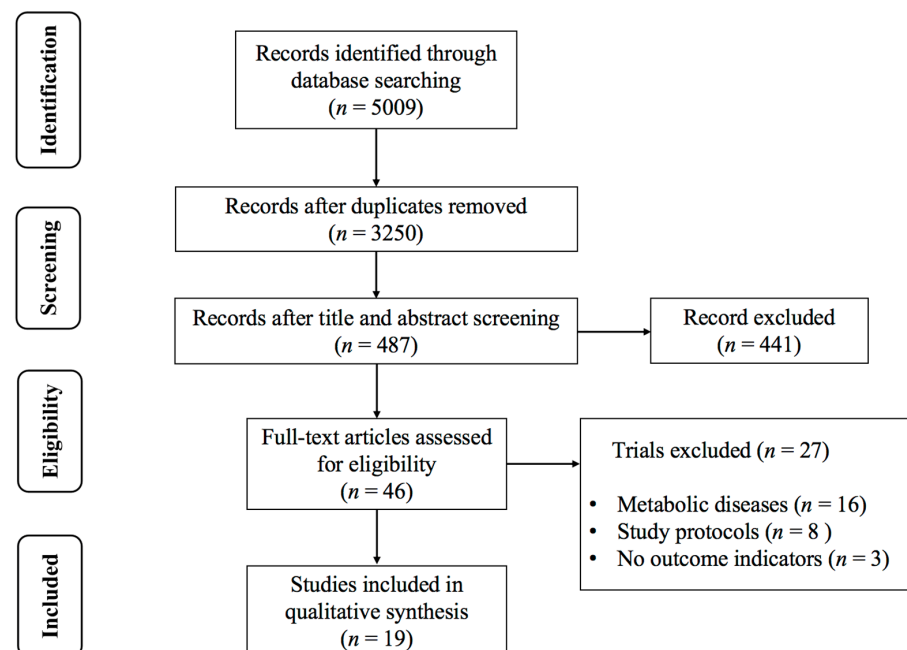 Identification
Records identified through
database searching
(n = 5009)
Records after duplicates removed
(n = 3250)
Screening
Records after title and abstract screening
(n = 487)
Record excluded
(n = 441)
Eligibility
Full-text articles assessed
for eligibility
(n = 46)
Trials excluded (n = 27)
• Metabolic diseases (n = 16)
• Study protocols (n = 8 )
• No outcome indicators (n = 3)
Included
Studies included in
qualitative synthesis
(n = 19)